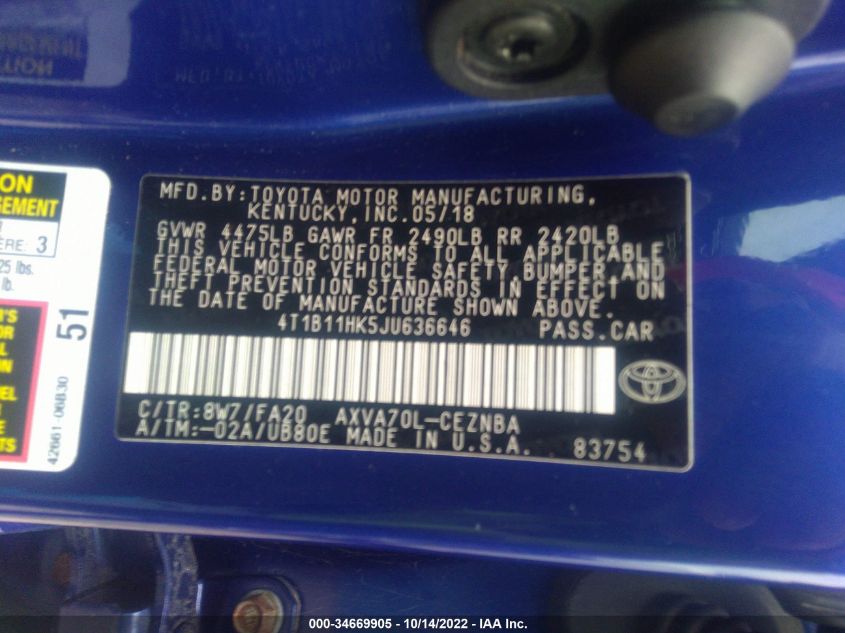 MFD.BY:TOYOTA MOTOR MANUFACTURING,
KENTUCKY,INC.05/18
GVWR 4475LB GAWR FR 2490LB RR 2420LB
THIS VEHICLE CONFORMS TO ALL APPLICABLE
FEDERAL MOTOR VEHICLE SAFETY,BUMPER,AND
THEFT PREVENTION STANDARDS IN EFFECT ON
THE DATE OF MANUFACTURE SHOWN ABOVE.
4T1B11HK5JU636646 PASS.CAR
C/TR:8W7/FA20 AXVA70L-CEZNBA
A/TM:-02A/UB80E MADE IN U.S.A. 83754
ERE: 3
25 lbs.
lb.
51
42661-06B30
000-34669905 - 10/14/2022 - IAA Inc.